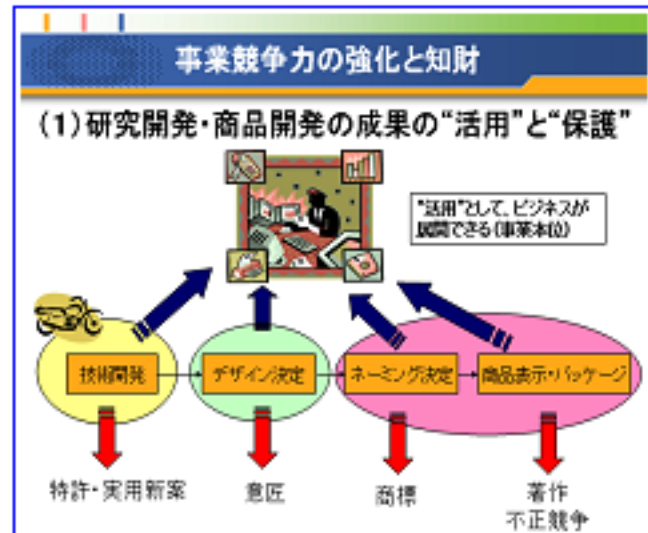 事業競争力の強化と知財
(1)研究開発・商品開発の成果の“活用”と“保護”
“活用”として、ビジネスが
展開できる(事業本位)
技術開発
デザイン決定
ネーミング決定
商品表示・パッケージ
特許・実用新案
意匠
商標
著作
不正競争